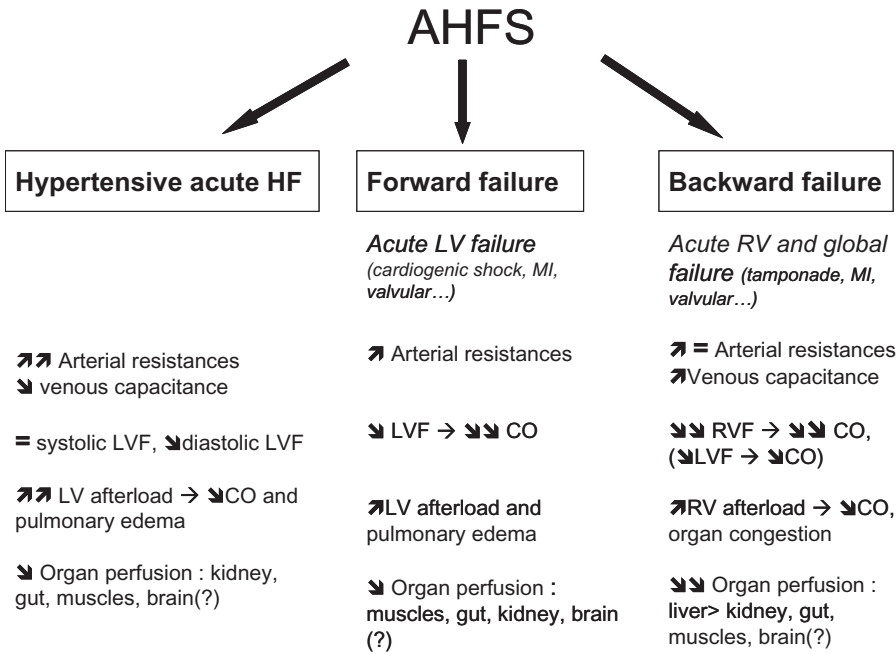 AHFS
Hypertensive acute HF
↗↗ Arterial resistances
↘ venous capacitance
= systolic LVF, ↘diastolic LVF
↗↗ LV afterload → ↘CO and
pulmonary edema
↘ Organ perfusion : kidney,
gut, muscles, brain(?)
Forward failure
Acute LV failure
(cardiogenic shock, MI,
valvular…)
↗ Arterial resistances
↘ LVF → ↘↘ CO
↗LV afterload and
pulmonary edema
↘ Organ perfusion :
muscles, gut, kidney, brain
(?)
Backward failure
Acute RV and global
failure (tamponade, MI,
valvular…)
↗ = Arterial resistances
↗Venous capacitance
↘↘ RVF → ↘↘ CO,
(↘LVF → ↘CO)
↗RV afterload → ↘CO,
organ congestion
↘↘ Organ perfusion :
liver> kidney, gut,
muscles, brain(?)